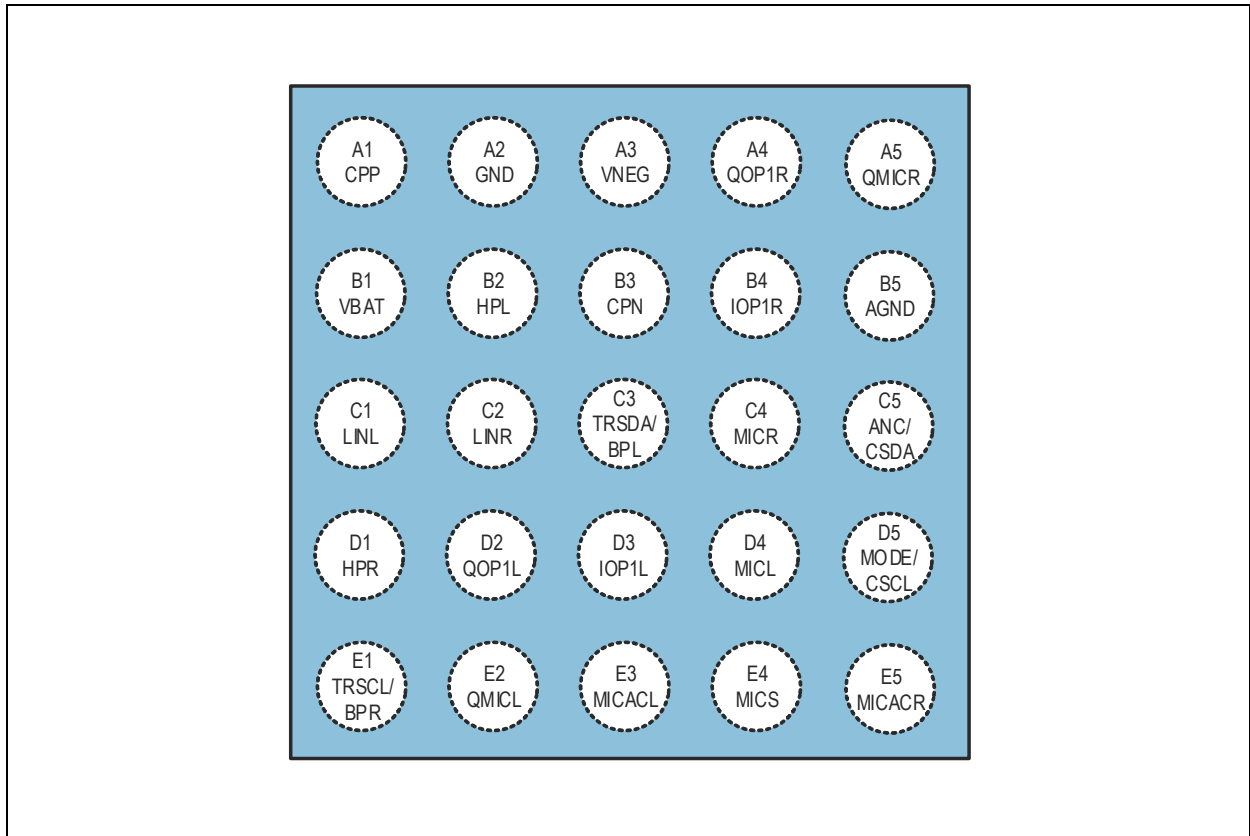 A1
CPP
A2
GND
A3
VNEG
A4
QOP1R
A5
QMICR
B1
VBAT
B2
HPL
B3
CPN
B4
IOP1R
B5
AGND
C1
LINL
C2
LINR
C3
TRSDA/
BPL
C4
MICR
C5
ANC/
CSDA
D1
HPR
D2
QOP1L
D3
IOP1L
D4
MICL
D5
MODE/
CSCL
E1
TRSCL/
BPR
E2
QMICL
E3
MICACL
E4
MICS
E5
MICACR